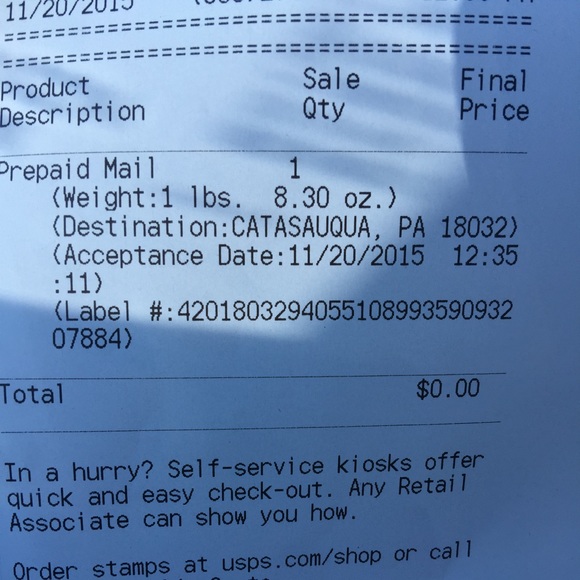 11/20/2015
================================
================================
Product Sale Final
Description Qty Price
Prepaid Mail 1
(Weight:1 lbs. 8.30 oz.)
(Destination:CATASAUQUA, PA 18032)
(Acceptance Date:11/20/2015 12:35
:11)
(Label #:4201803294055108993590932
07884)
Total $0.00
In a hurry? Self-service kiosks offer
quick and easy check-out. Any Retail
Associate can show you how.
Order stamps at usps.com/shop or call